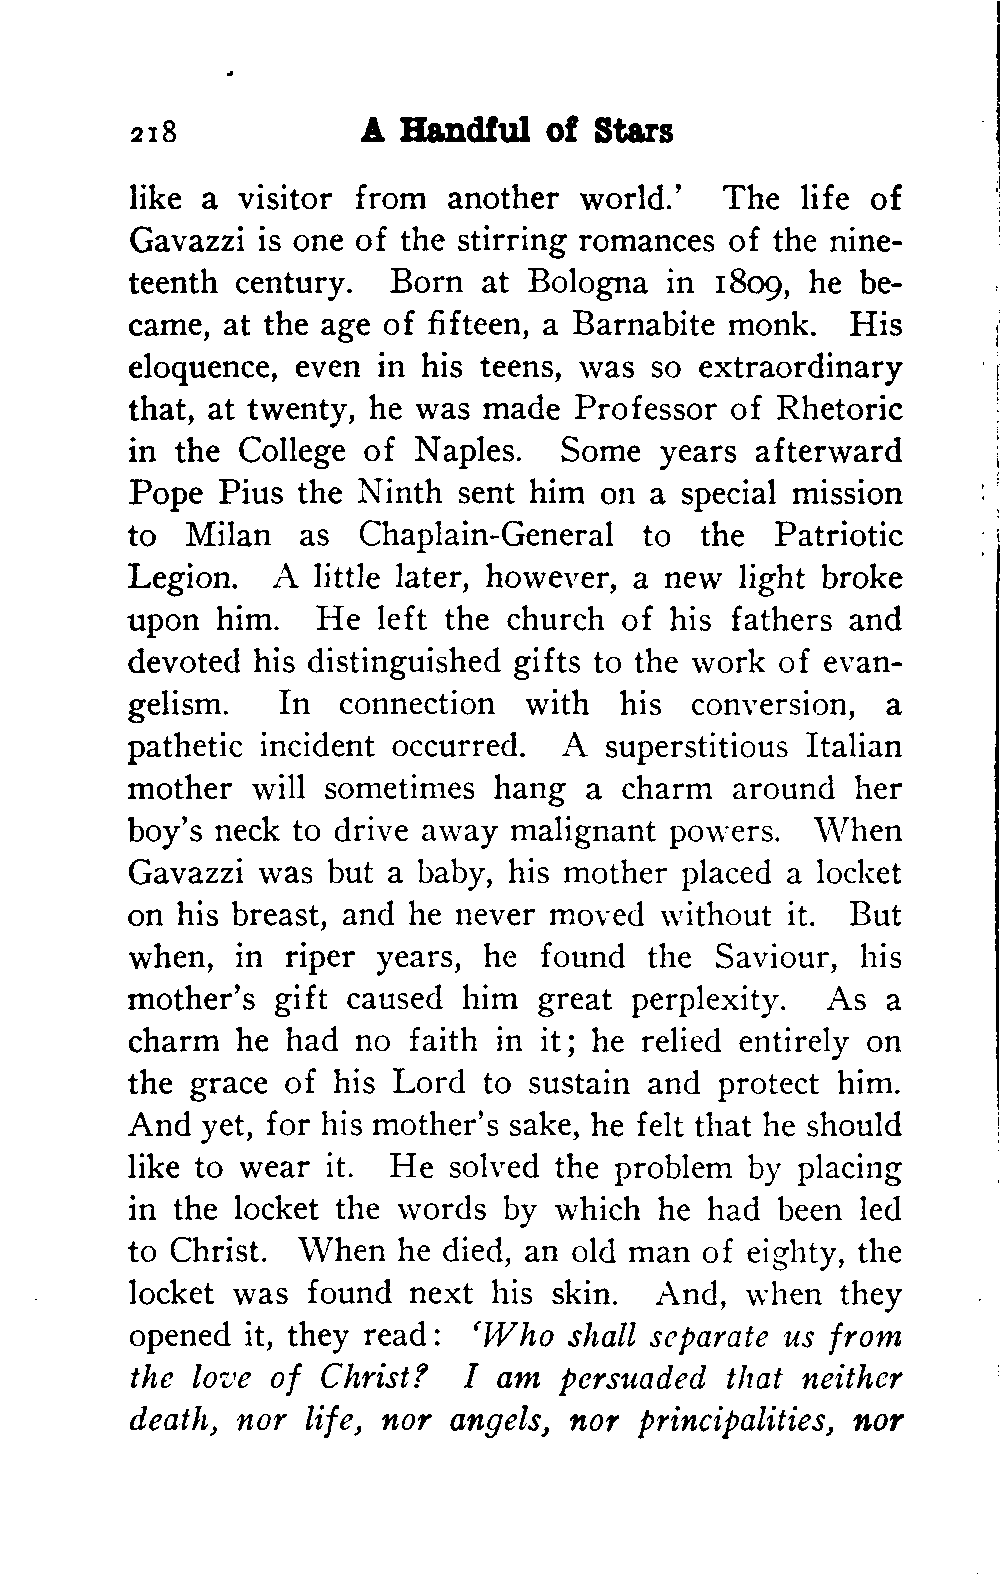 218 A Handful of Stars
like a visitor from another world.’ The life of
Gavazzi is one of the stirring romances of the nine-
teenth century. Born at Bologna in 1809, he be-
came, at the age of fifteen, a Barnabite monk. His
eloquence, even in his teens, was so extraordinary
that, at twenty, he was made Professor of Rhetoric
in the College of Naples. Some years afterward
Pope Pius the Ninth sent him on a special mission
to Milan as Chaplain-General to the Patriotic
Legion. A little later, however, a new light broke
upon him. He left the church of his fathers and
devoted his distinguished gifts to the work of evan-
gelism. In connection with his conversion, a
pathetic incident occurred. A superstitious Italian
mother will sometimes hang a charm around her
boy’s neck to drive away malignant powers. When
Gavazzi was but a baby, his mother placed a locket
on his breast, and he never moved without it. But
when, in riper years, he found the Saviour, his
mother’s gift caused him great perplexity. As a
charm he had no faith in it; he relied entirely on
the grace of his Lord to sustain and protect him.
And yet, for his mother’s sake, he felt that he should
like to wear it. He solved the problem by placing
in the locket the words by which he had been led
to Christ. When he died, an old man of eighty, the
locket was found next his skin. And, when they
opened it, they read: ‘Who shall separate us from
the love of Christ? I am persuaded that neither
death, nor life, nor angels, nor principalities, nor